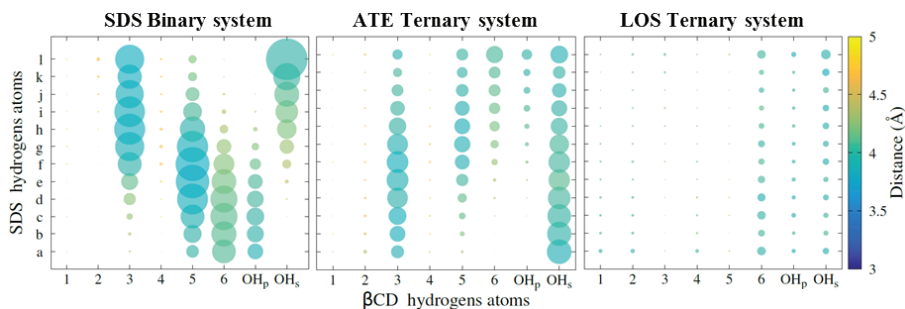 SDS Binary system ATE Ternary system LOS Ternary system
SDS hydrogens atoms
l
k
j
i
h
g
f
e
d
c
b
a
1 2 3 4 5 6 OHp OHs 1 2 3 4 5 6 OHp OHs 1 2 3 4 5 6 OHp OHs
βCD hydrogens atoms
5
4.5
4
3.5
3
Distance (Å)